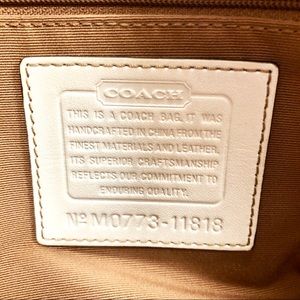 COACH
THIS IS A COACH BAG. IT WAS
HANDCRAFTED IN CHINA FROM THE
FINEST MATERIALS AND LEATHER.
ITS SUPERIOR CRAFTSMANSHIP
REFLECTS OUR COMMITMENT TO
ENDURING QUALITY.
Nº M0773-11818